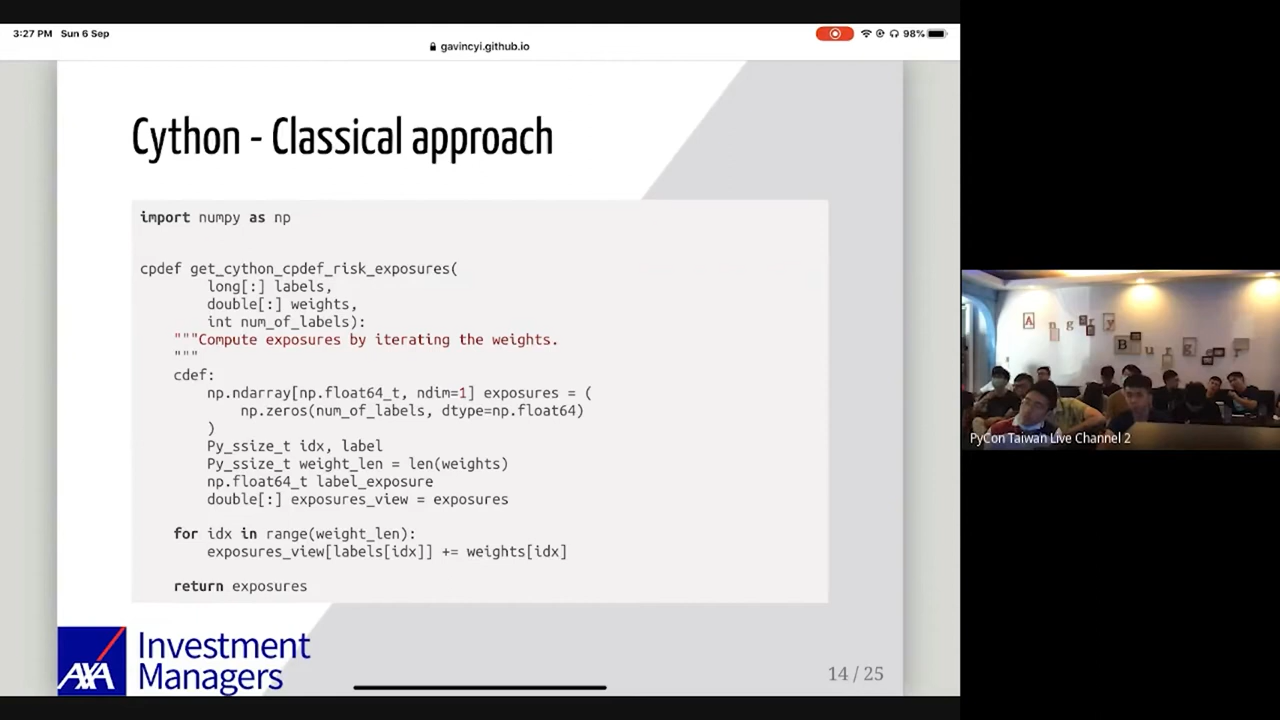 3:27 PM Sun 6 Sep
98%
gavincyi.github.io
Cython - Classical approach
import numpy as np
cpdef get_cython_cpdef_risk_exposures(
long[:] labels,
double[:] weights,
int num_of_labels):
"""Compute exposures by iterating the weights.
"""
cdef:
np.ndarray[np.float64_t, ndim=1] exposures = (
np.zeros(num_of_labels, dtype=np.float64)
)
Py_ssize_t idx, label
Py_ssize_t weight_len = len(weights)
np.float64_t label_exposure
double[:] exposures_view = exposures
for idx in range(weight_len):
exposures_view[labels[idx]] += weights[idx]
return exposures
AXA Investment
Managers
14 / 25
Angry
Burger
PyCon Taiwan Live Channel 2